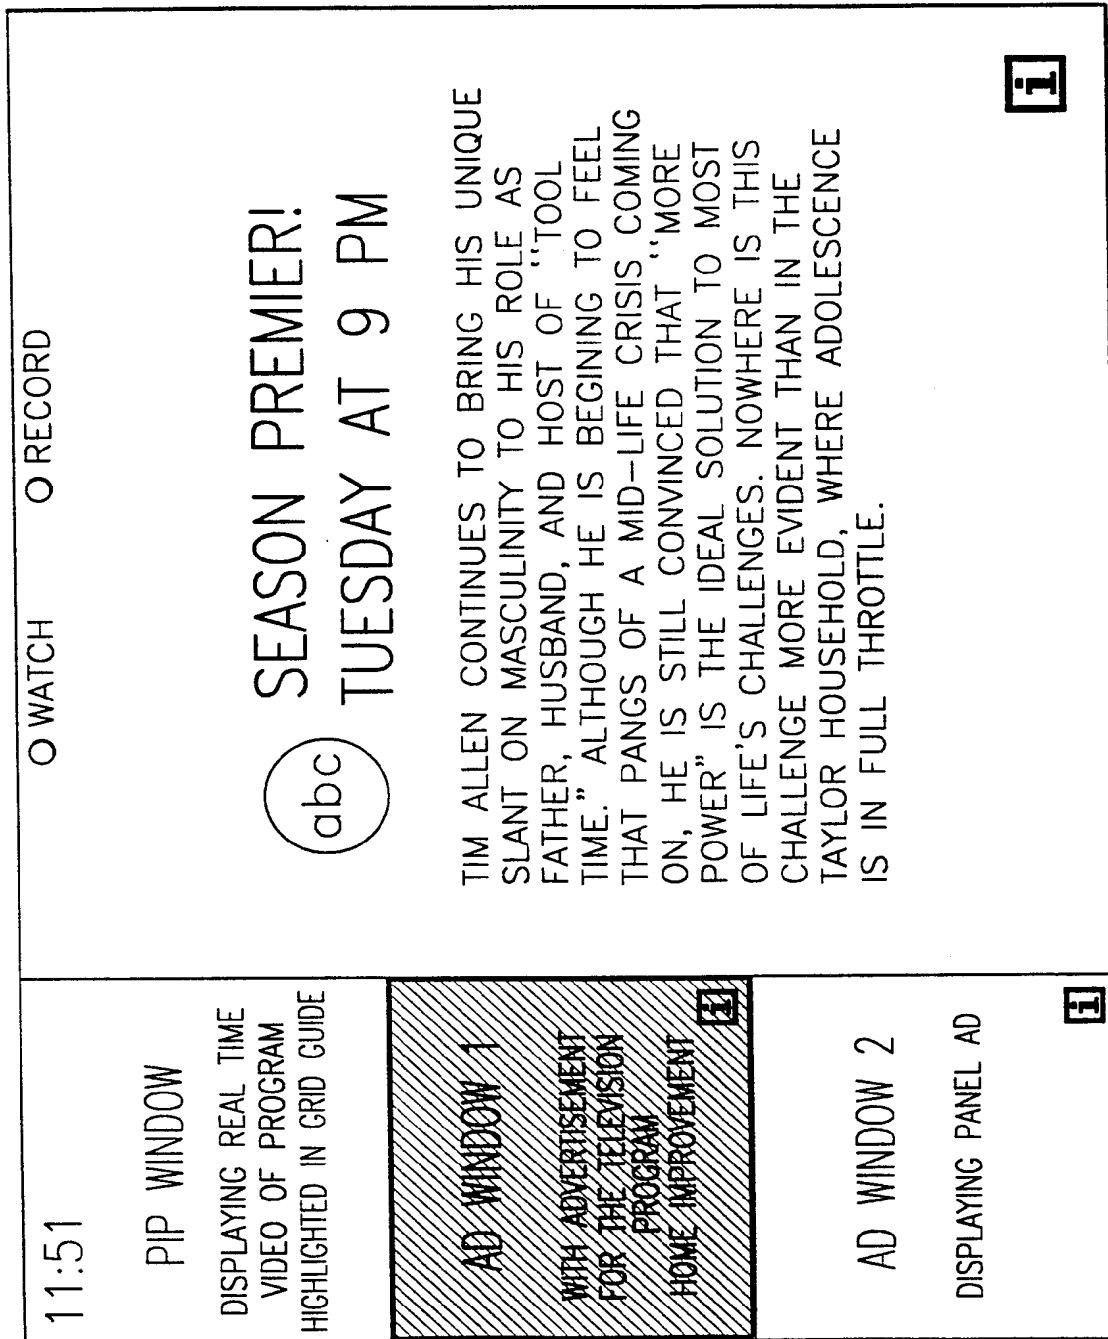 11:51
PIP WINDOW
DISPLAYING REAL TIME
VIDEO OF PROGRAM
HIGHLIGHTED IN GRID GUIDE
AD WINDOW 1
WITH ADVERTISEMENT
FOR THE TELEVISION
PROGRAM
HOME IMPROVEMENT
i
AD WINDOW 2
DISPLAYING PANEL AD
i
O WATCH O RECORD
abc
SEASON PREMIER!
TUESDAY AT 9 PM
TIM ALLEN CONTINUES TO BRING HIS UNIQUE
SLANT ON MASCULINITY TO HIS ROLE AS
FATHER, HUSBAND, AND HOST OF ''TOOL
TIME.” ALTHOUGH HE IS BEGINING TO FEEL
THAT PANGS OF A MID–LIFE CRISIS COMING
ON, HE IS STILL CONVINCED THAT ''MORE
POWER” IS THE IDEAL SOLUTION TO MOST
OF LIFE'S CHALLENGES. NOWHERE IS THIS
CHALLENGE MORE EVIDENT THAN IN THE
TAYLOR HOUSEHOLD, WHERE ADOLESCENCE
IS IN FULL THROTTLE.
i